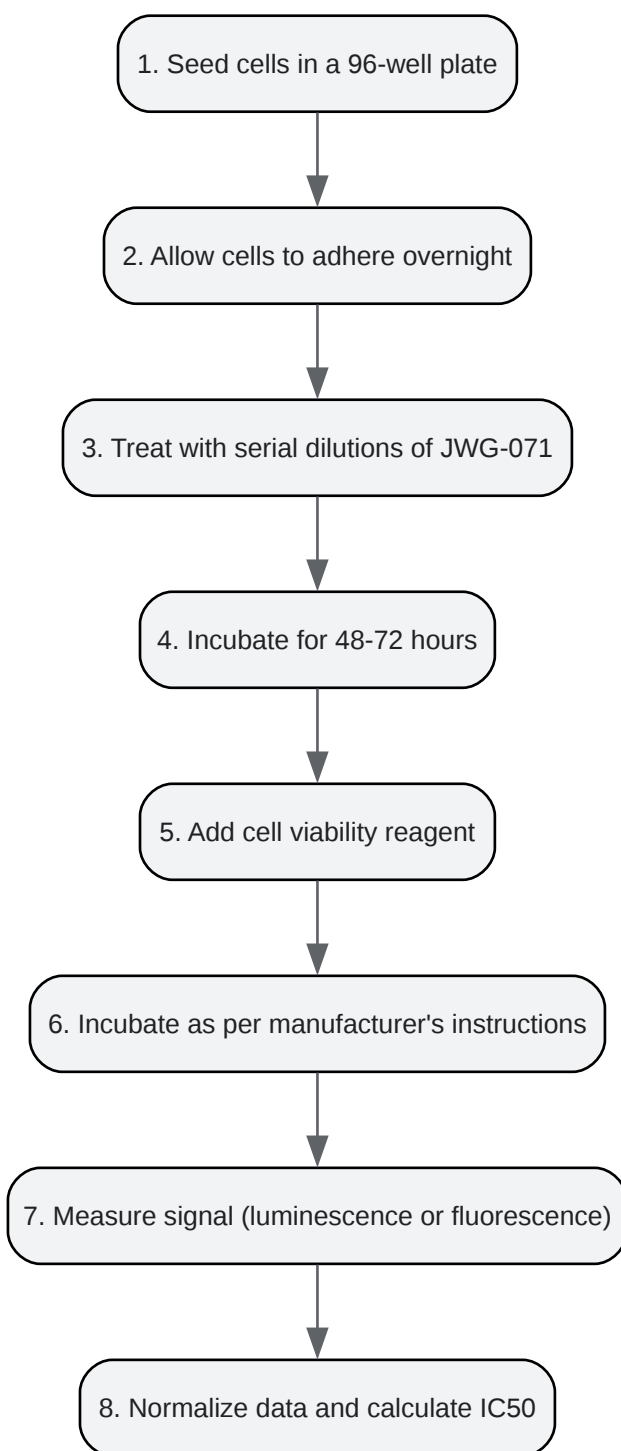 1. Seed cells in a 96-well plate
2. Allow cells to adhere overnight
3. Treat with serial dilutions of JWG-071
4. Incubate for 48-72 hours
5. Add cell viability reagent
6. Incubate as per manufacturer's instructions
7. Measure signal (luminescence or fluorescence)
8. Normalize data and calculate IC50